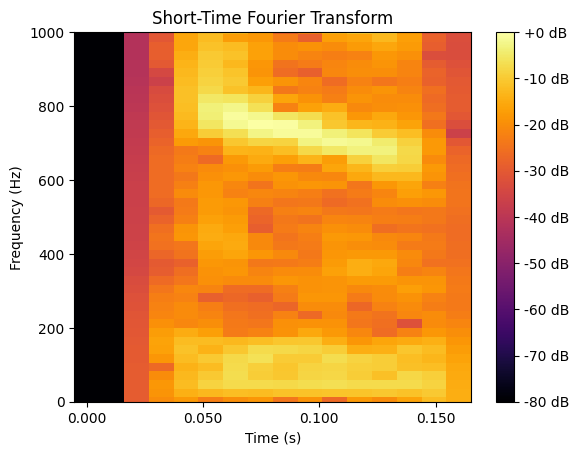 Short-Time Fourier Transform
1000
800
600
400
200
0
Frequency (Hz)
0.000
0.050
0.100
0.150
Time (s)
+0 dB
-10 dB
-20 dB
-30 dB
-40 dB
-50 dB
-60 dB
-70 dB
-80 dB